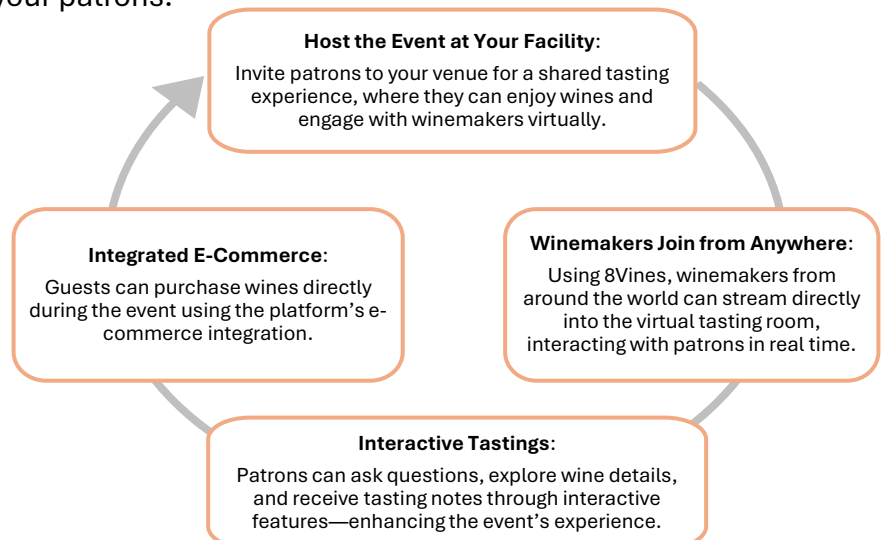 your patrons.
Host the Event at Your Facility:
Invite patrons to your venue for a shared tasting
experience, where they can enjoy wines and
engage with winemakers virtually.
Winemakers Join from Anywhere:
Using 8Vines, winemakers from
around the world can stream directly
into the virtual tasting room,
interacting with patrons in real time.
Interactive Tastings:
Patrons can ask questions, explore wine details,
and receive tasting notes through interactive
features—enhancing the event’s experience.
Integrated E-Commerce:
Guests can purchase wines directly
during the event using the platform’s e-
commerce integration.